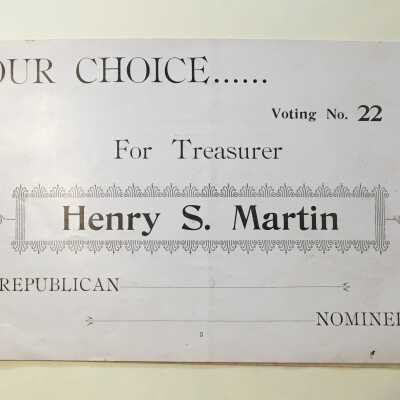 OUR CHOICE......
Voting No. 22
For Treasurer
Henry S. Martin
REPUBLICAN
NOMINEE